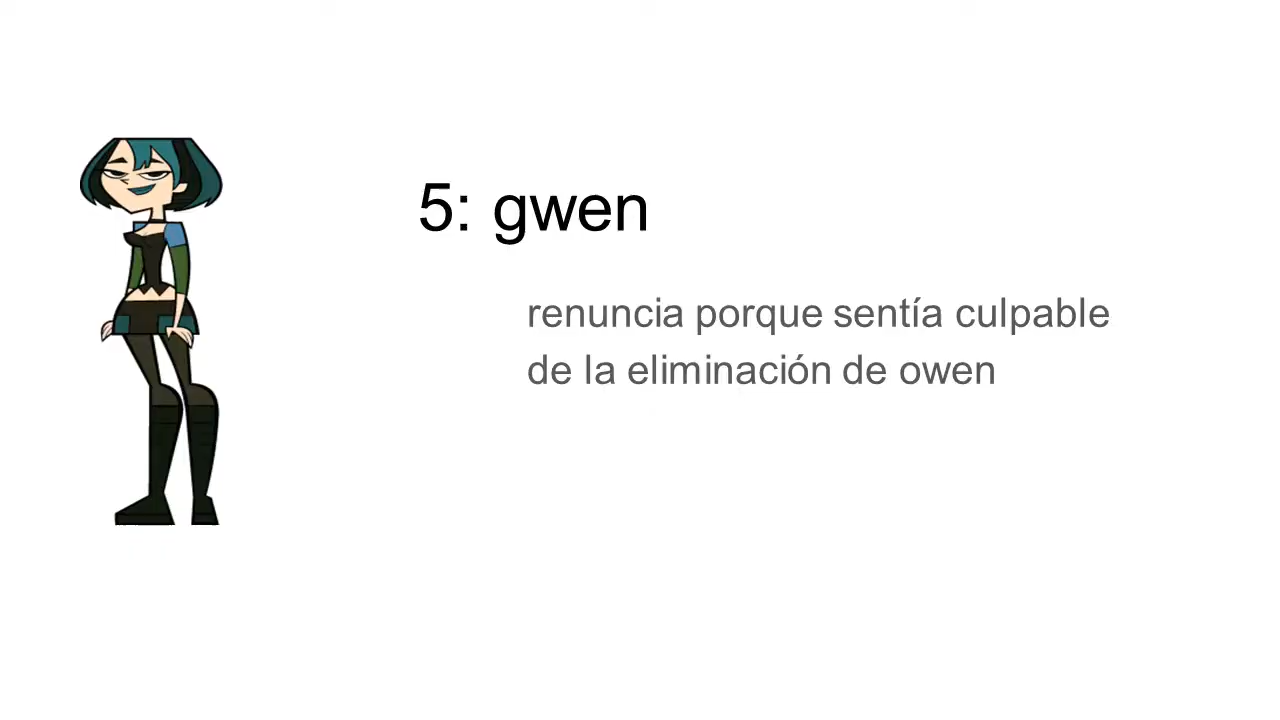 5: gwen
renuncia porque sentía culpable
de la eliminación de owen